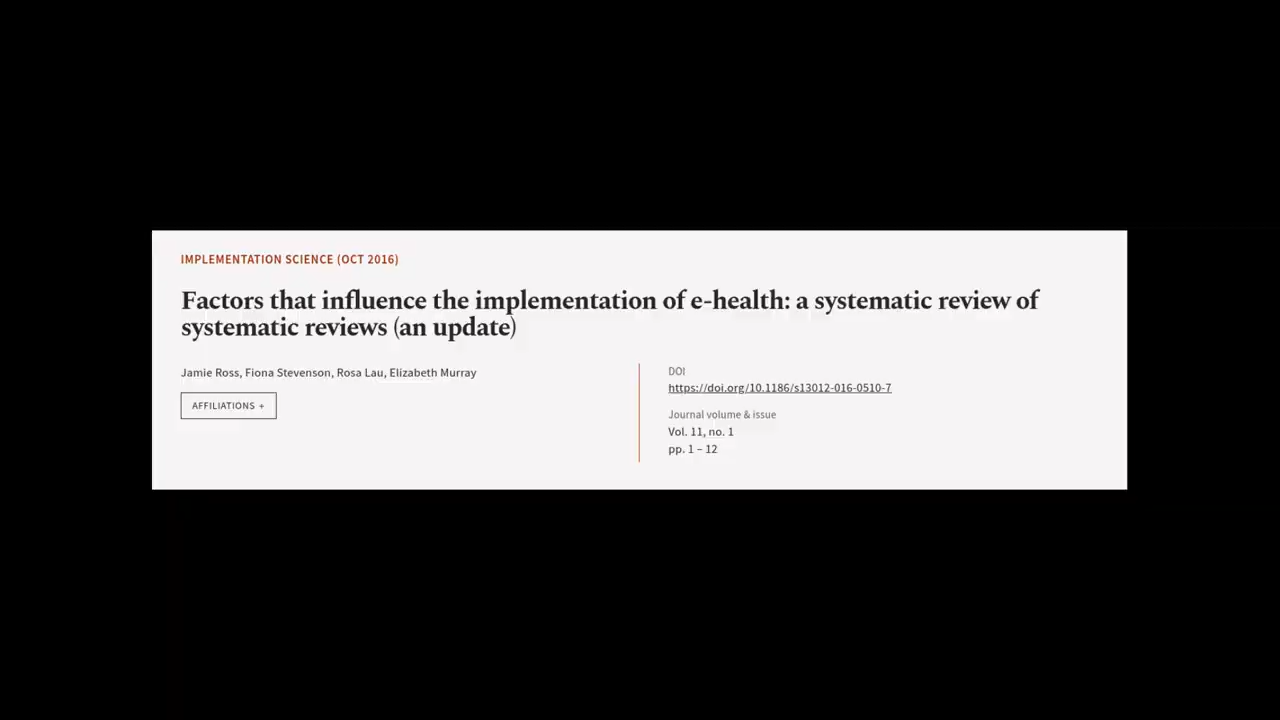 IMPLEMENTATION SCIENCE (OCT 2016)
Factors that influence the implementation of e-health: a systematic review of
systematic reviews (an update)
Jamie Ross, Fiona Stevenson, Rosa Lau, Elizabeth Murray
AFFILIATIONS +
DOI
https://doi.org/10.1186/s13012-016-0510-7
Journal volume & issue
Vol. 11, no. 1
pp. 1 – 12